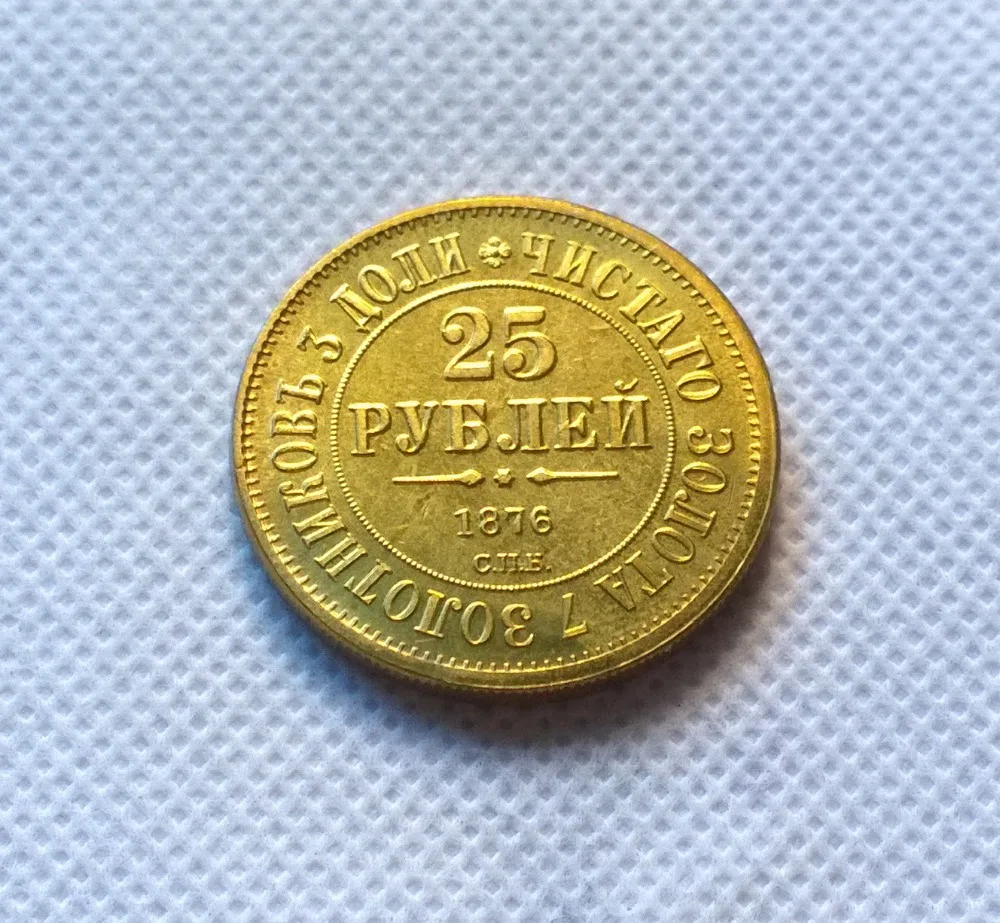 ЧИСТАГО ЗОЛОТА 7 ЗОЛОТНИКОВЪ 3 ДОЛИ
25
РУБЛЕЙ
1876
С.П.Б.